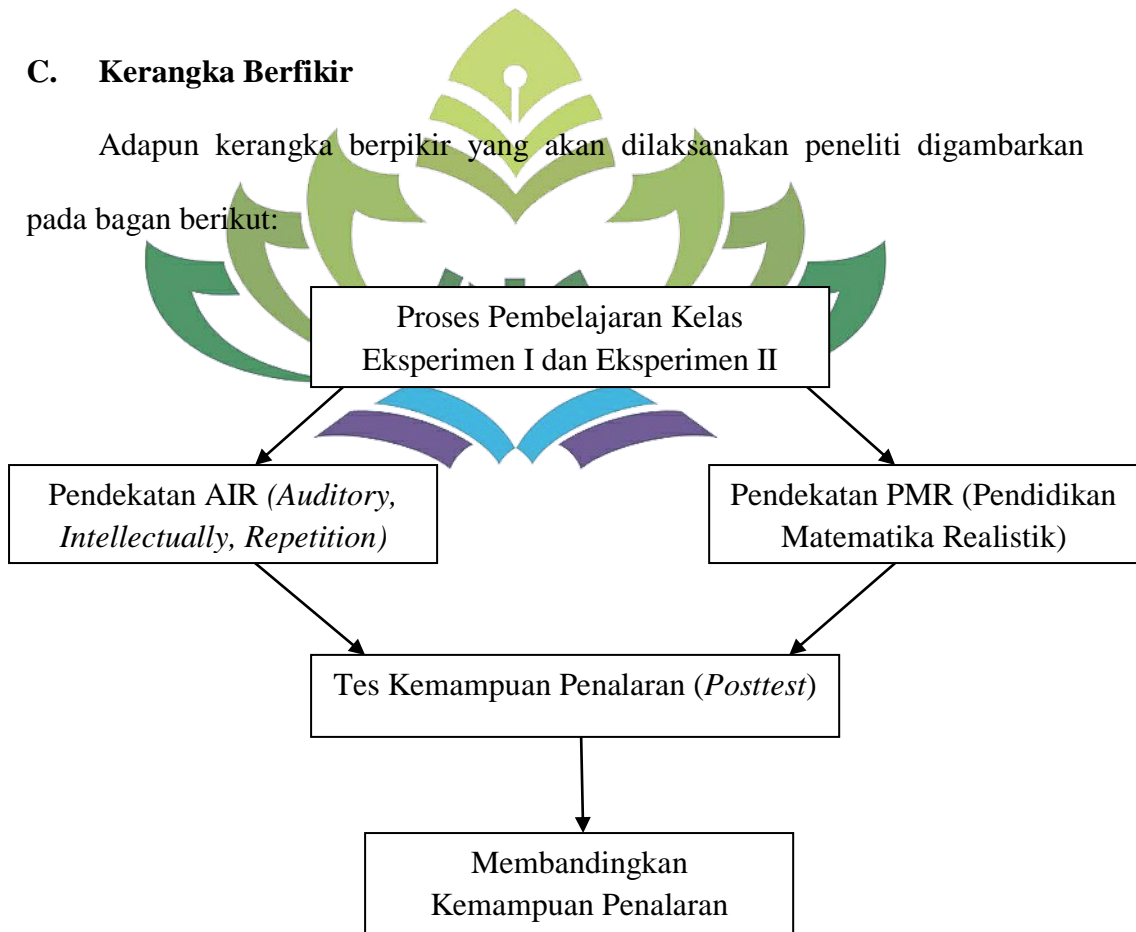 C. Kerangka Berfikir
Adapun kerangka berpikir yang akan dilaksanakan peneliti digambarkan
pada bagan berikut:
Proses Pembelajaran Kelas
Eksperimen I dan Eksperimen II
Pendekatan AIR (Auditory,
Intellectually, Repetition)
Pendekatan PMR (Pendidikan
Matematika Realistik)
Tes Kemampuan Penalaran (Posttest)
Membandingkan
Kemampuan Penalaran